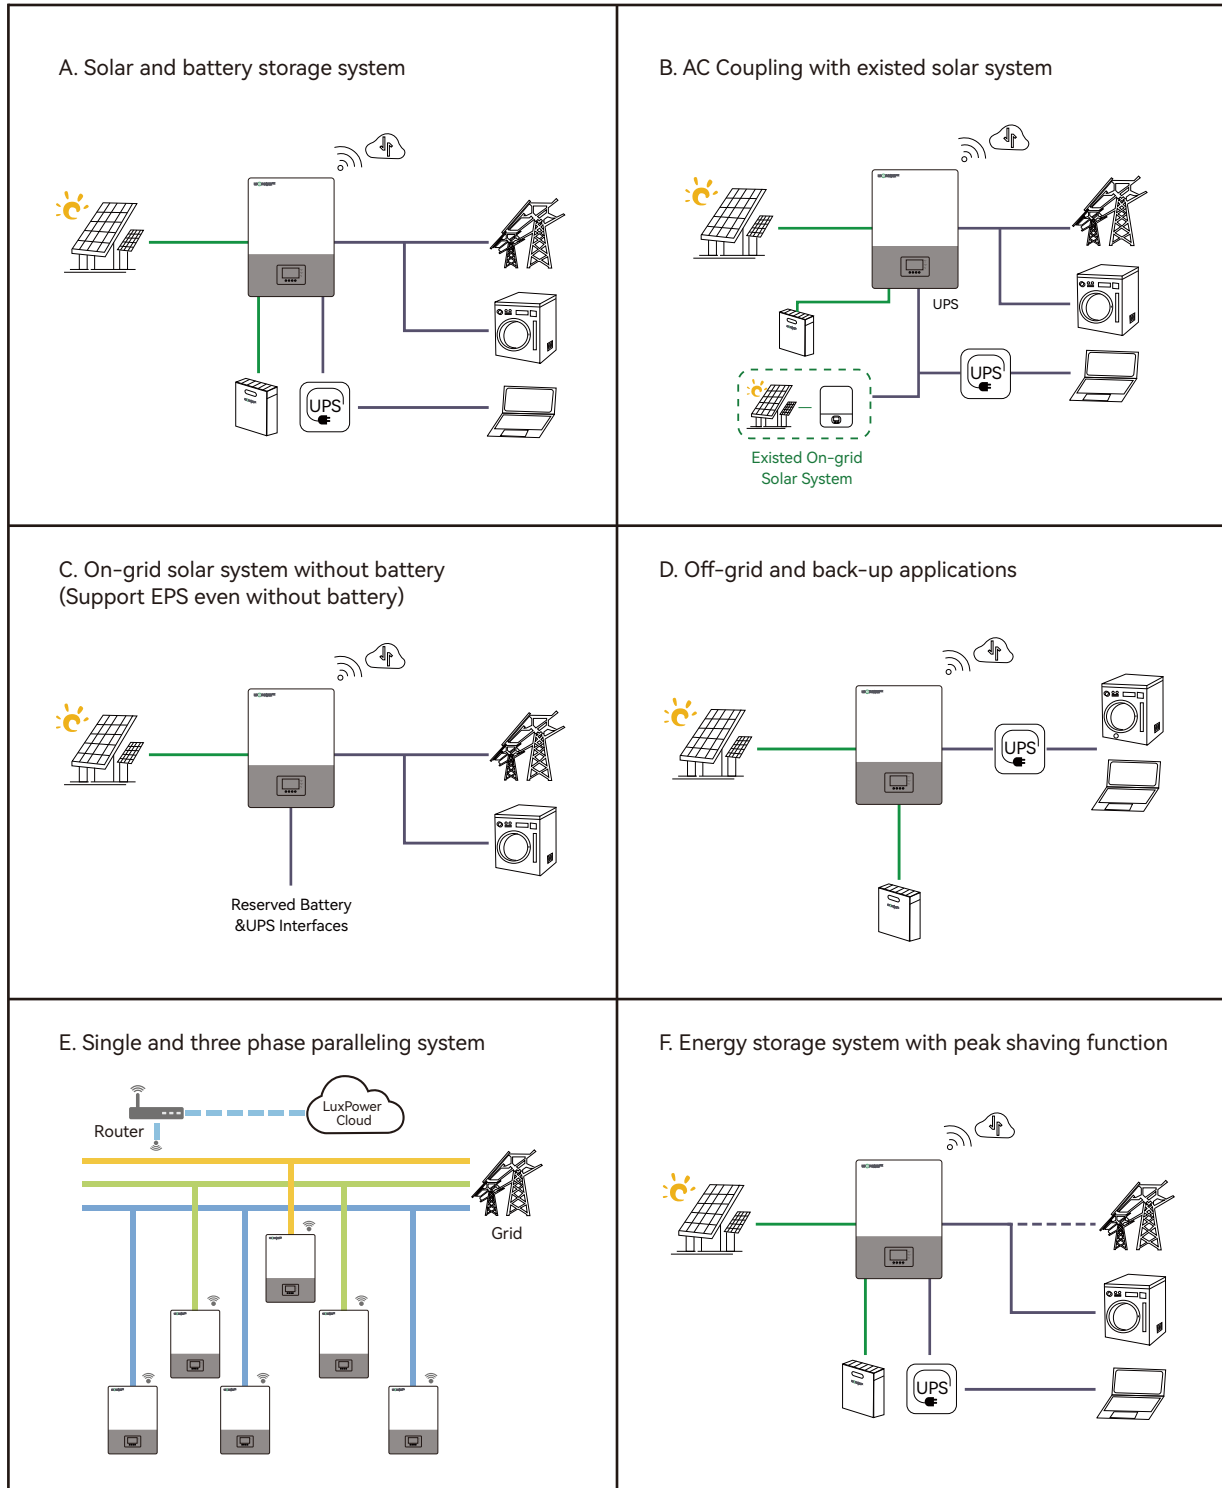 A. Solar and battery storage system
UPS
B. AC Coupling with existed solar system
UPS
UPS
Existed On-grid
Solar System
C. On-grid solar system without battery
(Support EPS even without battery)
Reserved Battery
&UPS Interfaces
D. Off-grid and back-up applications
UPS
E. Single and three phase paralleling system
LuxPower
Cloud
Router
Grid
F. Energy storage system with peak shaving function
UPS